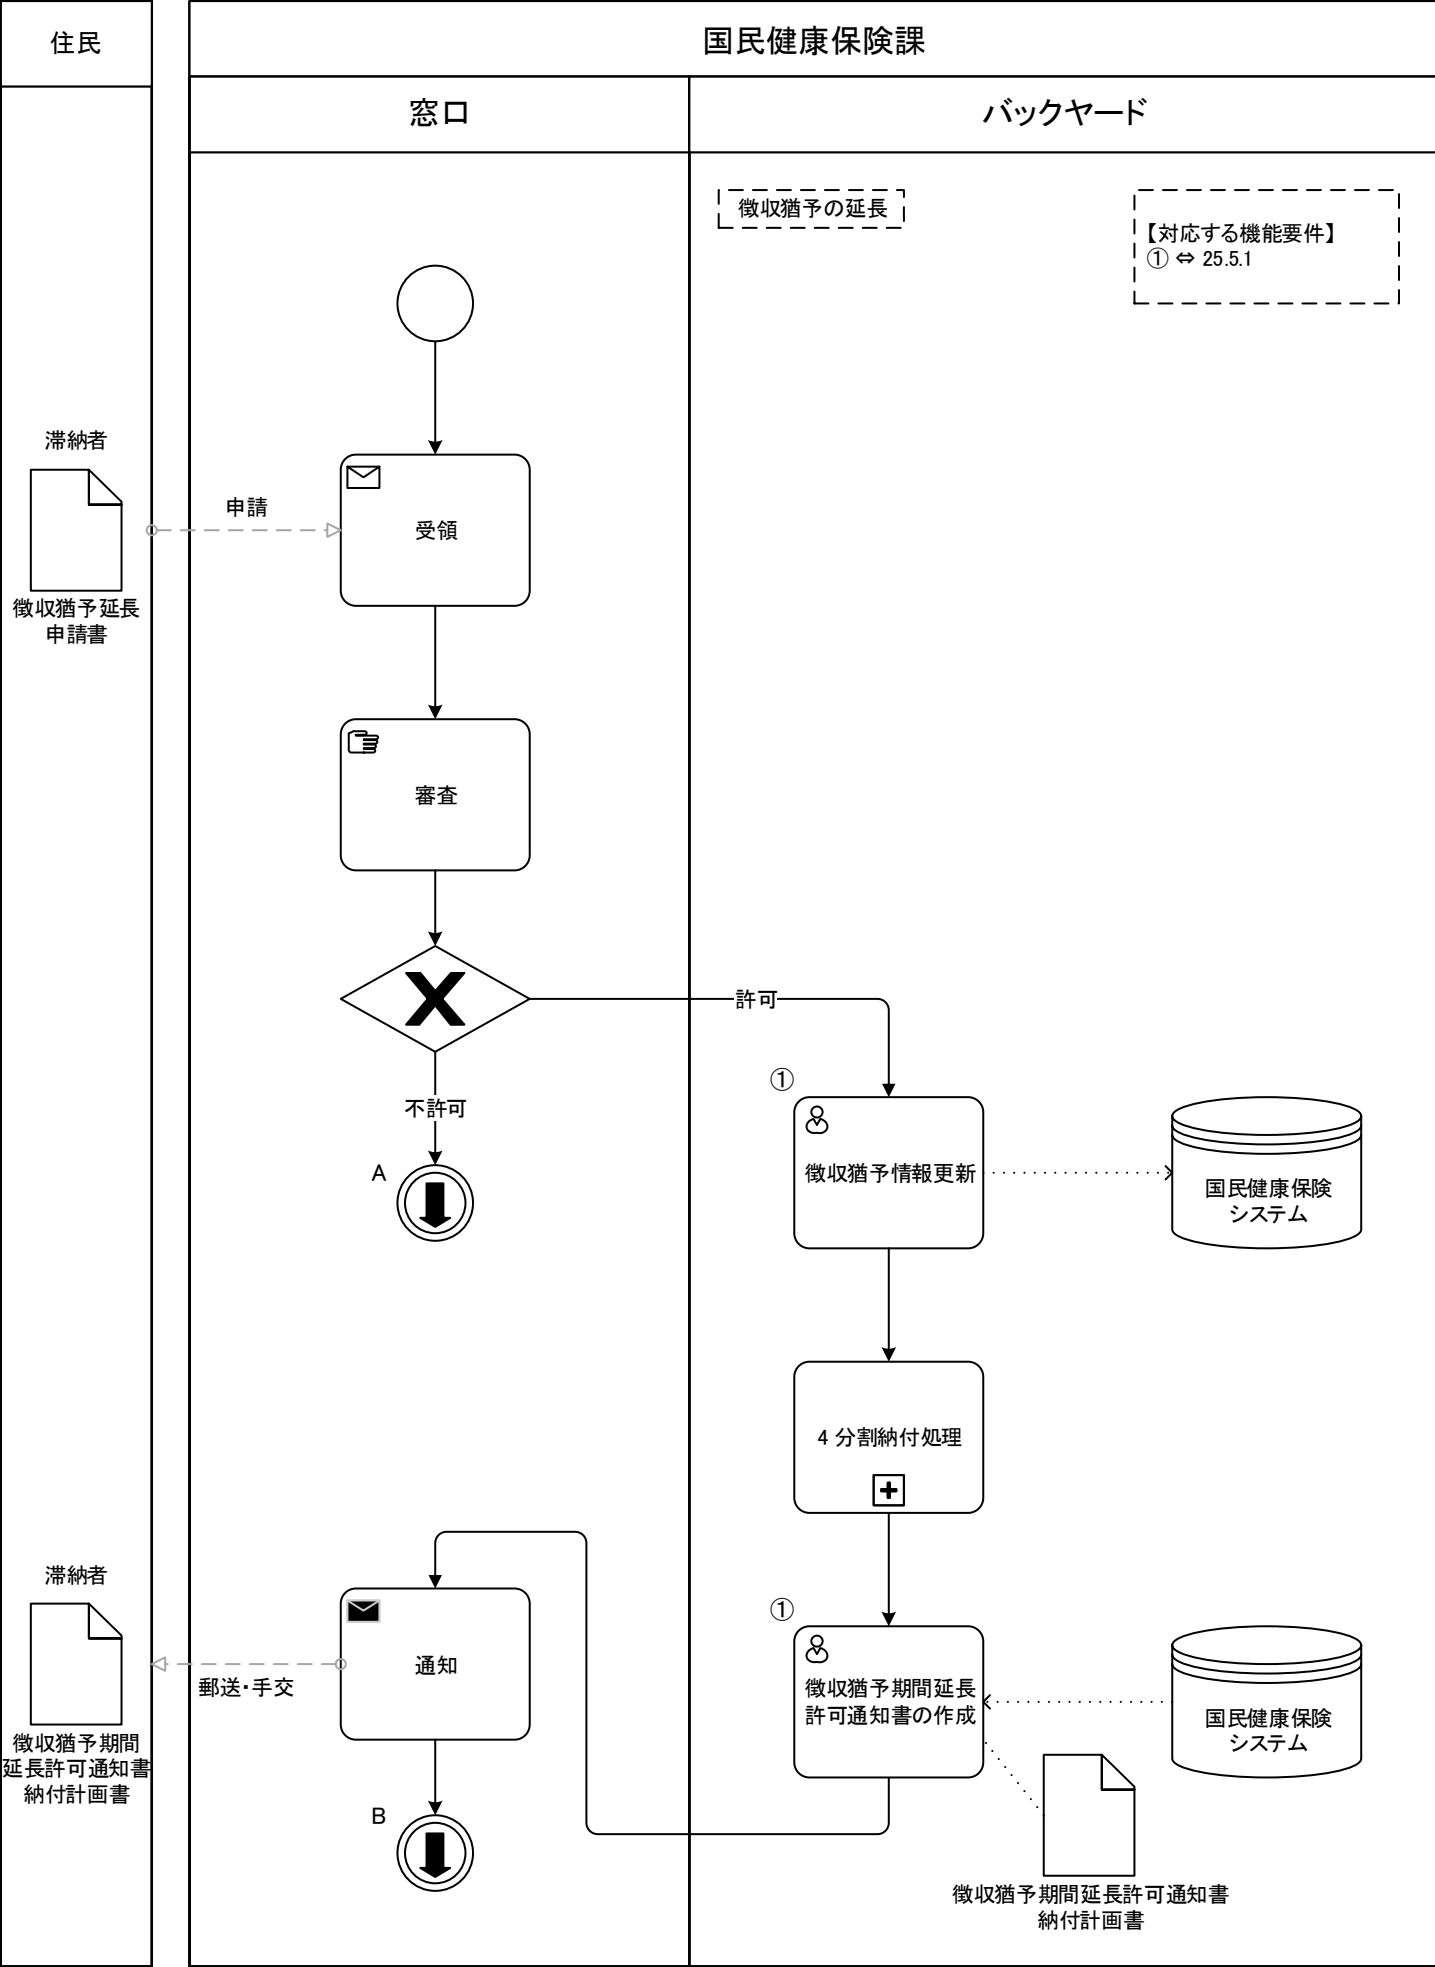 住民
国民健康保険課
窓口
バックヤード
徴収猶予の延長
【対応する機能要件】
① ⇔ 25.5.1
滞納者
徴収猶予延長
申請書
申請
受領
審査
許可
不許可
A
①
徴収猶予情報更新
国民健康保険
システム
4 分割納付処理
滞納者
徴収猶予期間
延長許可通知書
納付計画書
郵送・手交
通知
B
①
徴収猶予期間延長
許可通知書の作成
国民健康保険
システム
徴収猶予期間延長許可通知書
納付計画書